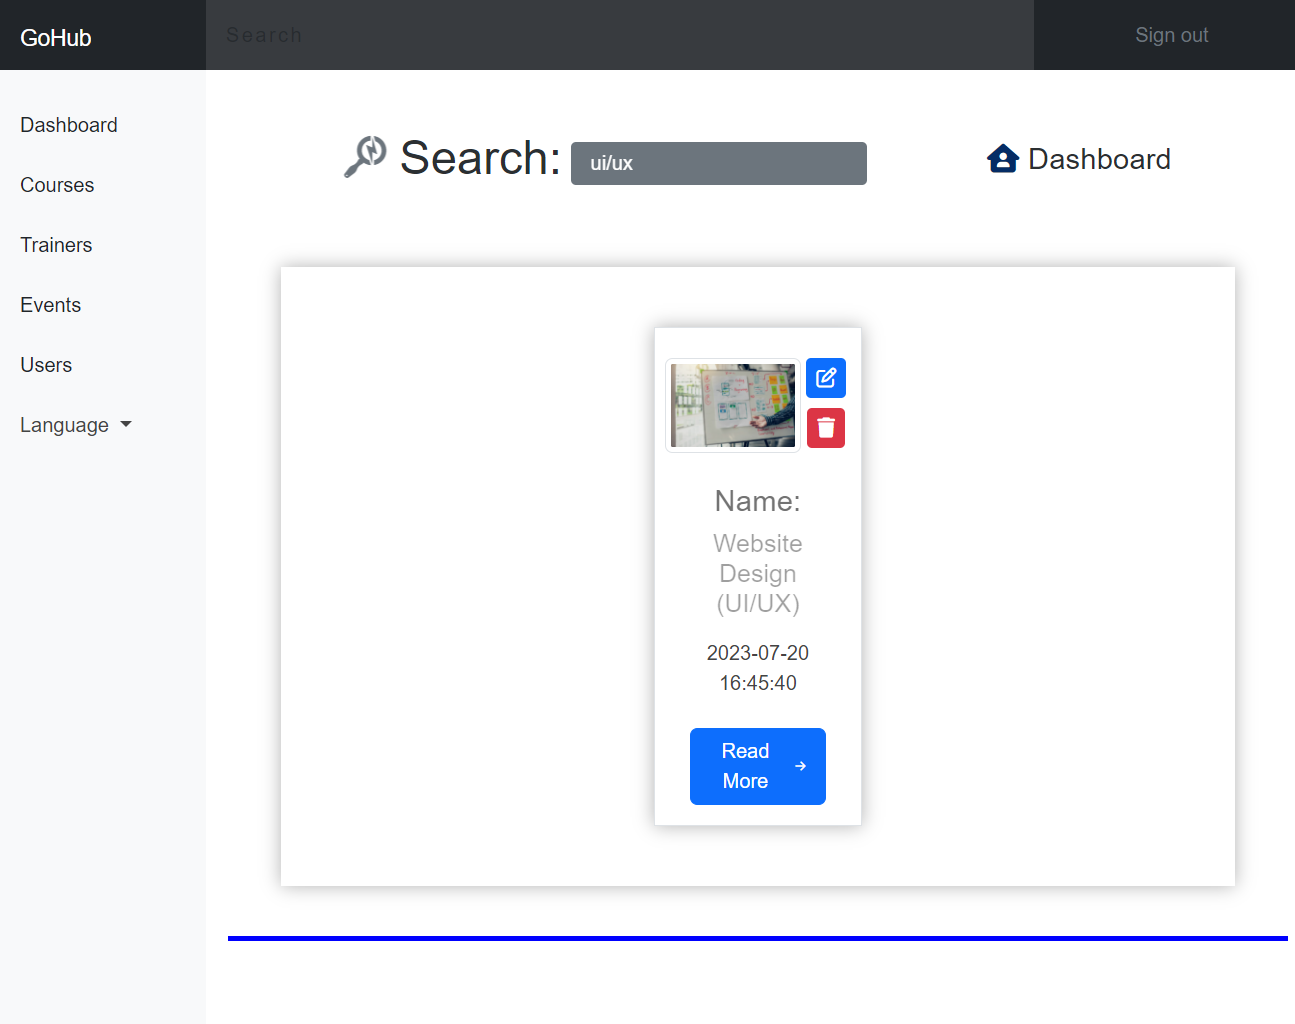 GoHub
Search
Sign out
Dashboard
Courses
Trainers
Events
Users
Language
Search:
ui/ux
Dashboard
Name:
Website
Design
(UI/UX)
2023-07-20
16:45:40
Read
More